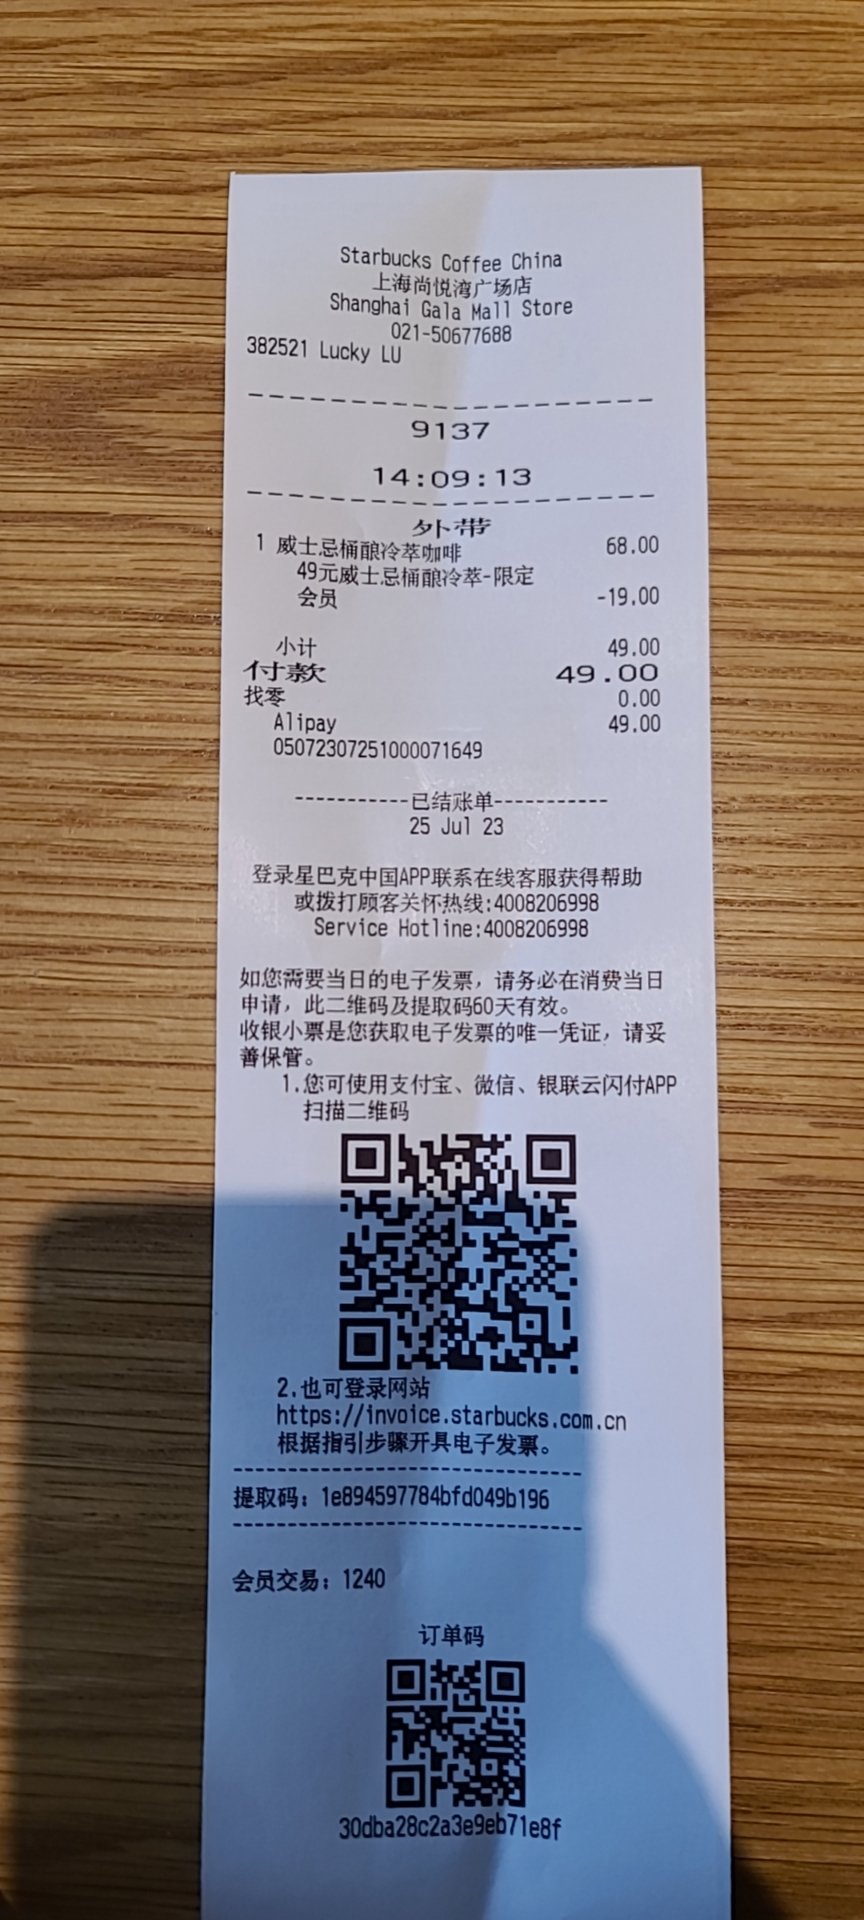 Starbucks Coffee China
上海尚悦湾广场店
Shanghai Gala Mall Store
021-50677688
382521 Lucky LU
9137
14:09:13
外带
1 威士忌桶酿冷萃咖啡 68.00
49元威士忌桶酿冷萃-限定
会员 -19.00
小计 49.00
付款 49.00
找零 0.00
Alipay 49.00
05072307251000071649
-----------已结账单-----------
25 Jul 23
登录星巴克中国APP联系在线客服获得帮助
或拨打顾客关怀热线:4008206998
Service Hotline:4008206998
如您需要当日的电子发票，请务必在消费当日
申请，此二维码及提取码60天有效。
收银小票是您获取电子发票的唯一凭证，请妥
善保管。
1.您可使用支付宝、微信、银联云闪付APP
扫描二维码
2.也可登录网站
https://invoice.starbucks.com.cn
根据指引步骤开具电子发票。
提取码：1e894597784bfd049b196
会员交易：1240
订单码
30dba28c2a3e9eb71e8f